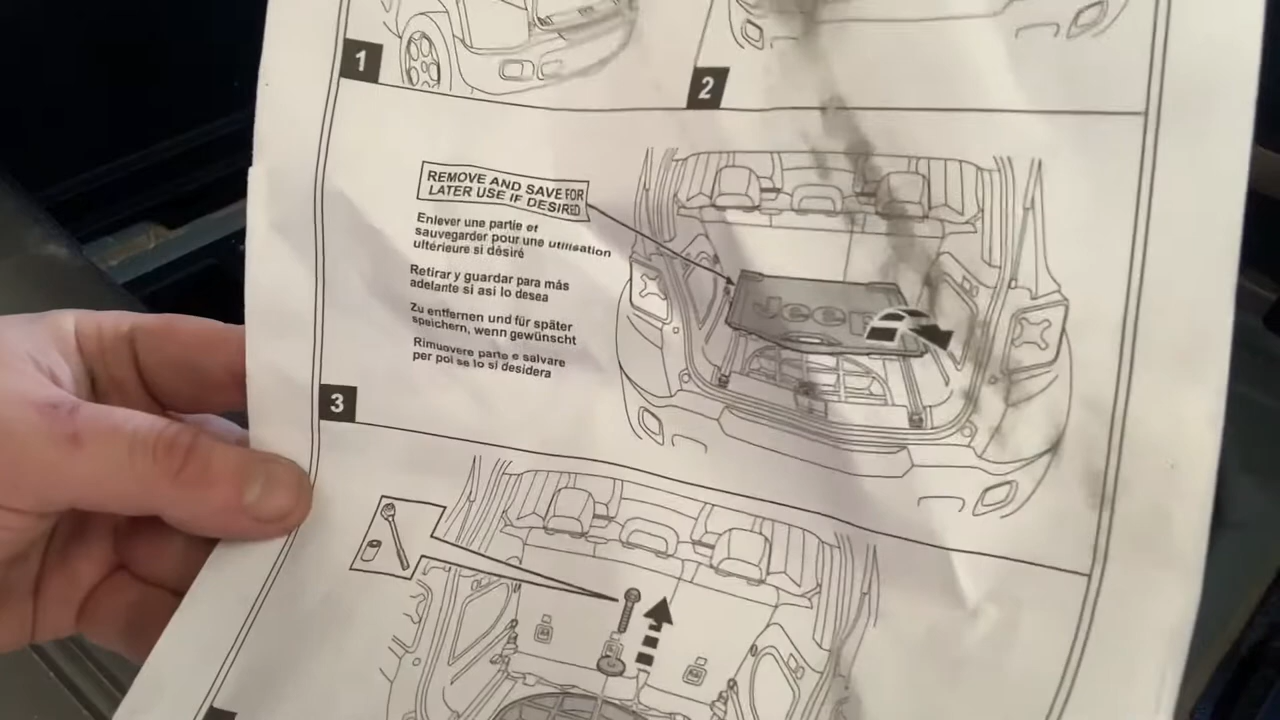 1
2
REMOVE AND SAVE FOR
LATER USE IF DESIRED
Enlever une partie et
sauvegarder pour une utilisation
ultérieure si désiré
Retirar y guardar para más
adelante si asi lo desea
Zu entfernen und für später
speichern, wenn gewünscht
Rimuovere parte e salvare
per poi se lo si desidera
Jeep
3